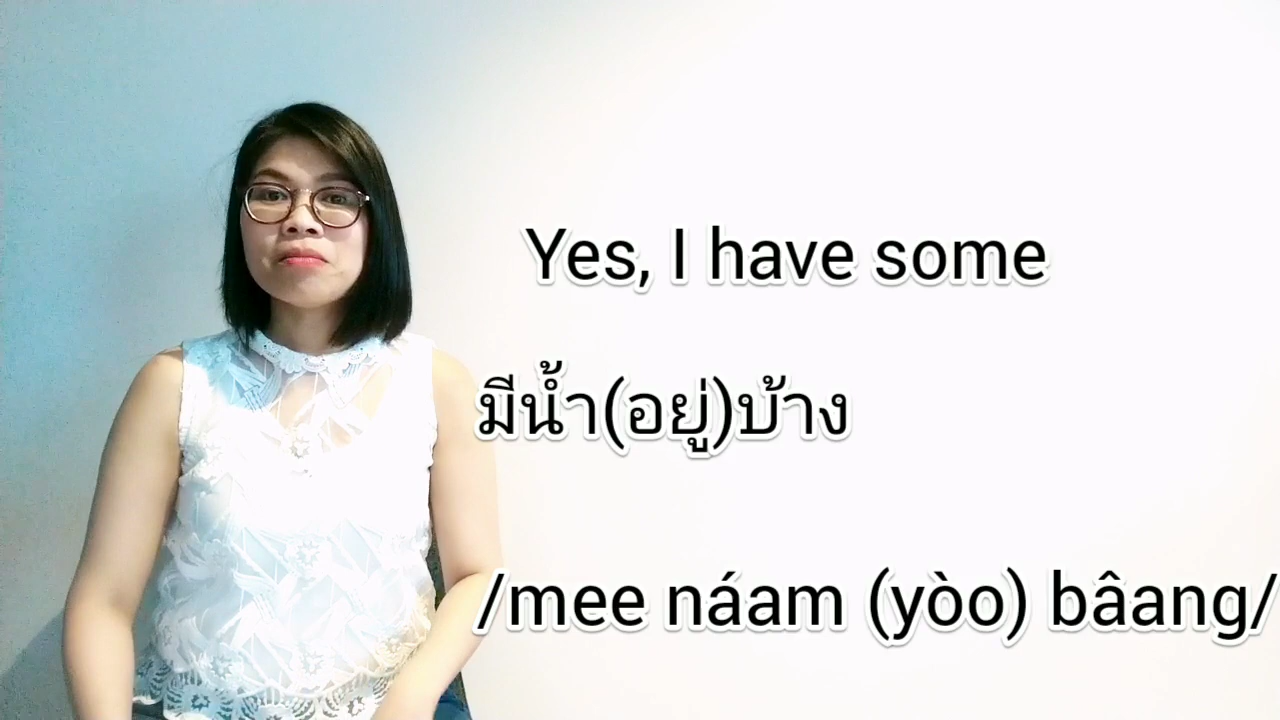 Yes, I have some
มีน้ำ(อยู่)บ้าง
/mee náam (yòo) bâang/